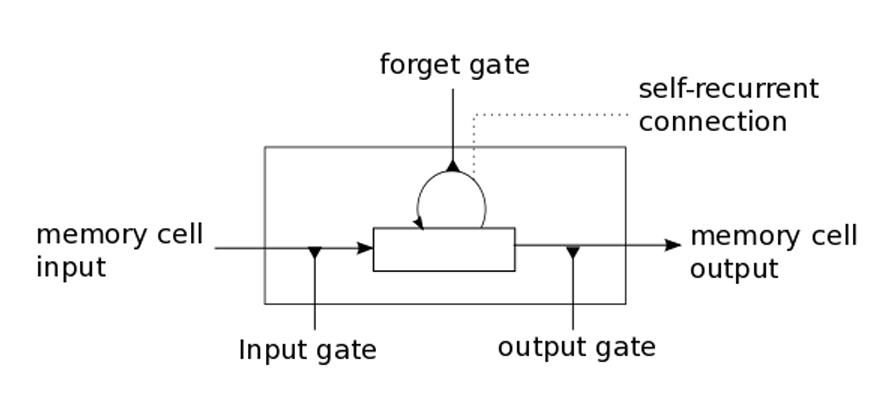 forget gate
self-recurrent
connection
memory cell
input
memory cell
output
Input gate
output gate